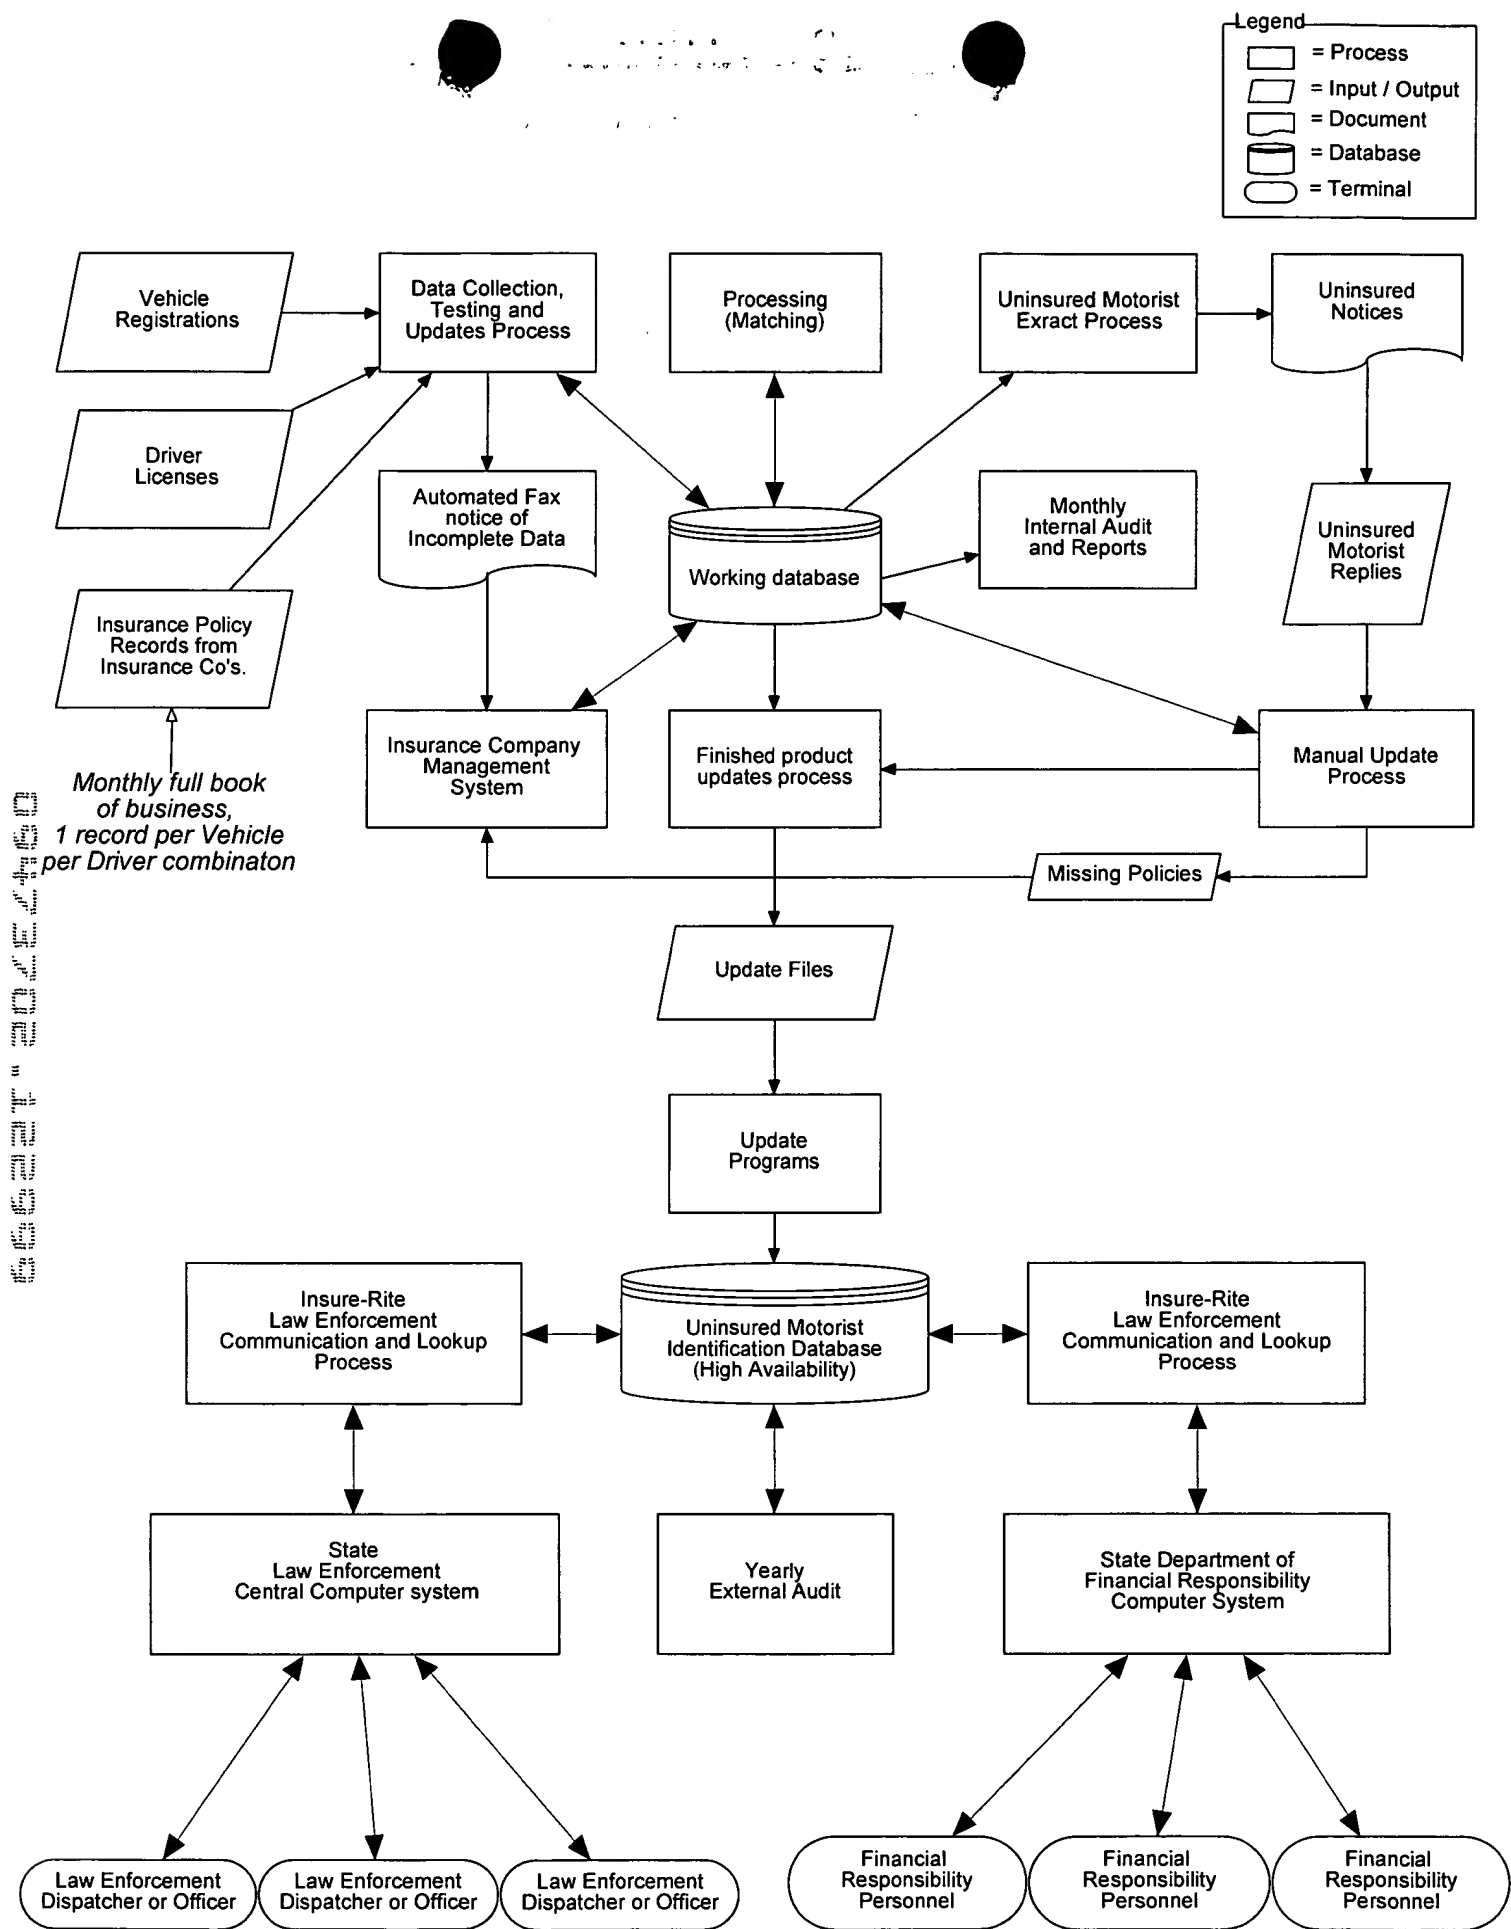 Legend
= Process
= Input / Output
= Document
= Database
= Terminal
Vehicle
Registrations
Data Collection,
Testing and
Updates Process
Processing
(Matching)
Uninsured Motorist
Exract Process
Uninsured
Notices
Driver
Licenses
Automated Fax
notice of
Incomplete Data
Working database
Monthly
Internal Audit
and Reports
Uninsured
Motorist
Replies
Insurance Policy
Records from
Insurance Co's.
Monthly full book
of business,
1 record per Vehicle
per Driver combinaton
Insurance Company
Management
System
Finished product
updates process
Manual Update
Process
Missing Policies
Update Files
Update
Programs
Insure-Rite
Law Enforcement
Communication and Lookup
Process
Uninsured Motorist
Identification Database
(High Availability)
Insure-Rite
Law Enforcement
Communication and Lookup
Process
State
Law Enforcement
Central Computer system
Yearly
External Audit
State Department of
Financial Responsibility
Computer System
Law Enforcement
Dispatcher or Officer
Law Enforcement
Dispatcher or Officer
Law Enforcement
Dispatcher or Officer
Financial
Responsibility
Personnel
Financial
Responsibility
Personnel
Financial
Responsibility
Personnel